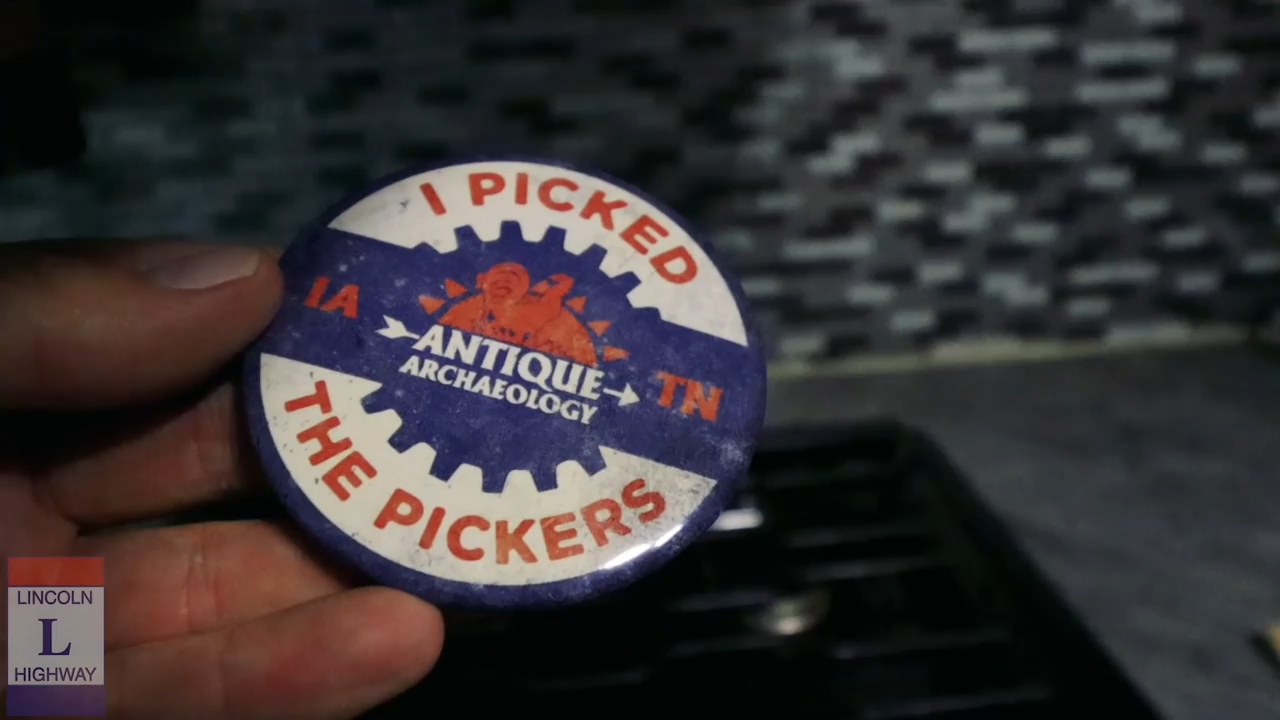 I PICKED
IA
ANTIQUE
ARCHAEOLOGY
TN
THE PICKERS
LINCOLN
L
HIGHWAY